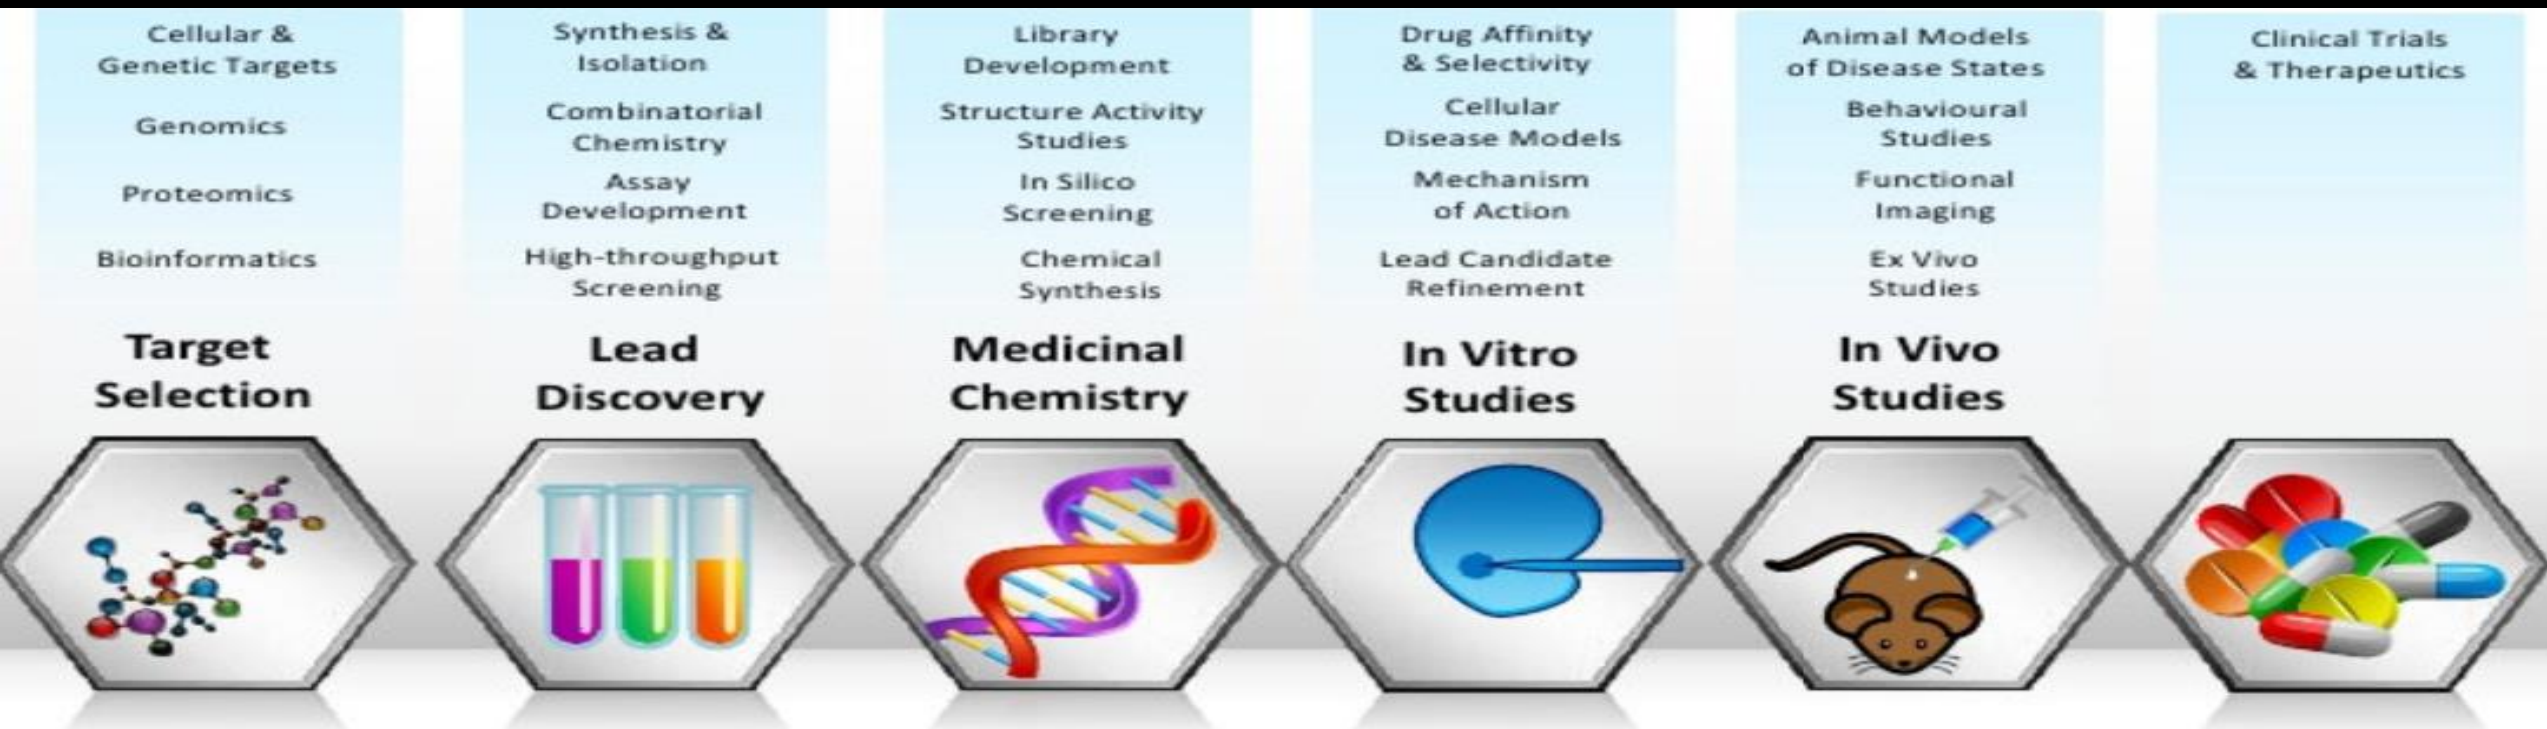 Cellular &
Genetic Targets
Genomics
Proteomics
Bioinformatics
Target
Selection
Synthesis &
Isolation
Combinatorial
Chemistry
Assay
Development
High-throughput
Screening
Lead
Discovery
Library
Development
Structure Activity
Studies
In Silico
Screening
Chemical
Synthesis
Medicinal
Chemistry
Drug Affinity
& Selectivity
Cellular
Disease Models
Mechanism
of Action
Lead Candidate
Refinement
In Vitro
Studies
Animal Models
of Disease States
Behavioural
Studies
Functional
Imaging
Ex Vivo
Studies
In Vivo
Studies
Clinical Trials
& Therapeutics